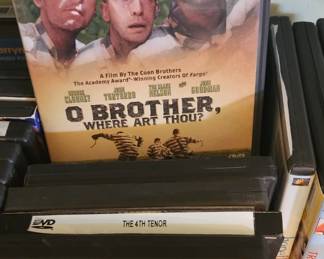 A Film By The Coen Brothers
The Academy Award®-Winning Creators Of Fargo
GEORGE CLOONEY JOHN TURTURRO TIM BLAKE NELSON JOHN GOODMAN
O BROTHER,
WHERE ART THOU?
DVD THE 4TH TENOR